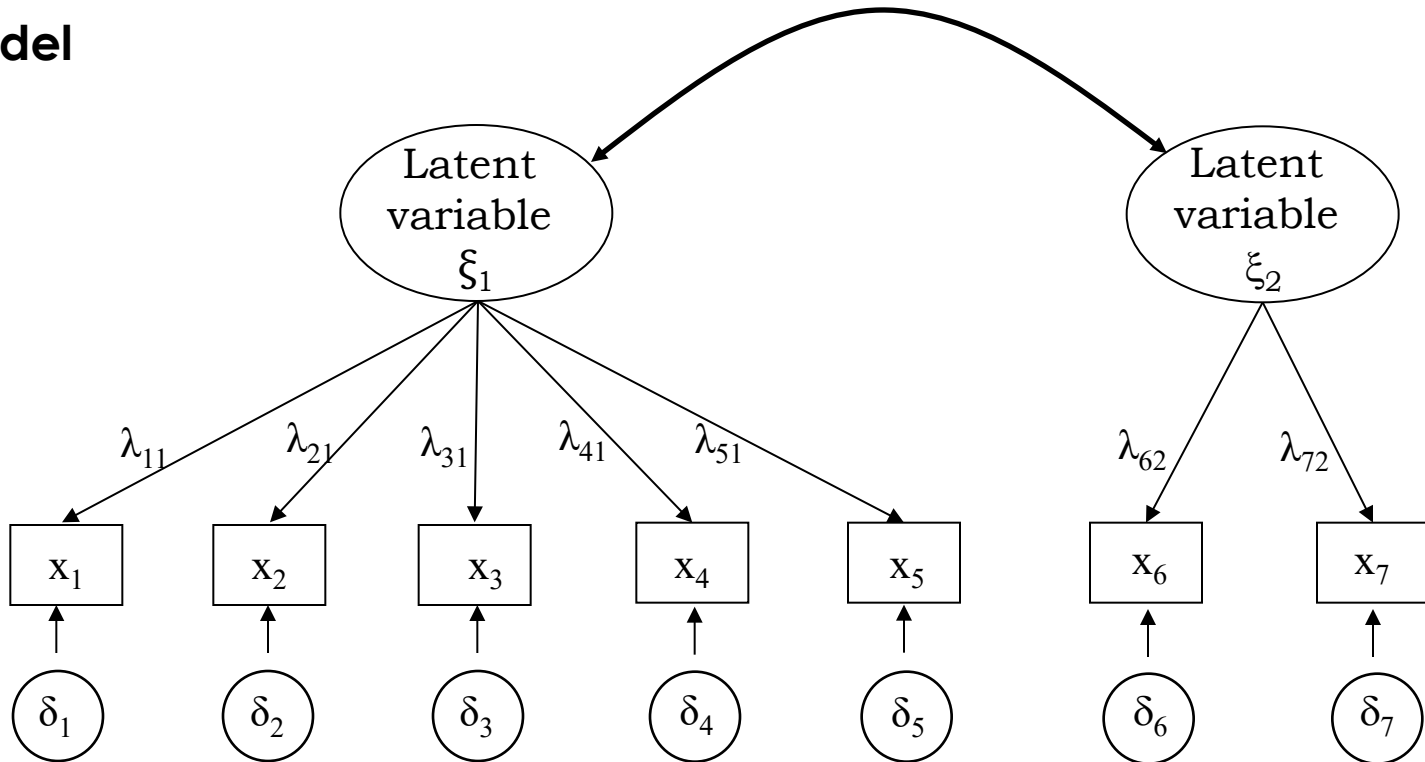 del
Latent
variable
ξ₁
Latent
variable
ξ₂
λ₁₁ λ₂₁ λ₃₁ λ₄₁ λ₅₁ λ₆₂ λ₇₂
x₁ x₂ x₃ x₄ x₅ x₆ x₇
δ₁ δ₂ δ₃ δ₄ δ₅ δ₆ δ₇